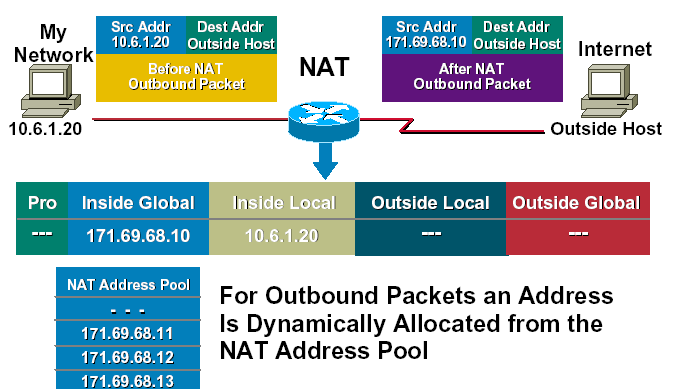 My
Network
10.6.1.20
Src Addr
10.6.1.20
Dest Addr
Outside Host
Before NAT
Outbound Packet
NAT
Src Addr
171.69.68.10
Dest Addr
Outside Host
After NAT
Outbound Packet
Internet
Outside Host
Pro Inside Global Inside Local Outside Local Outside Global
--- 171.69.68.10 10.6.1.20 --- ---
NAT Address Pool
- - -
171.69.68.11
171.69.68.12
171.69.68.13
For Outbound Packets an Address
Is Dynamically Allocated from the
NAT Address Pool